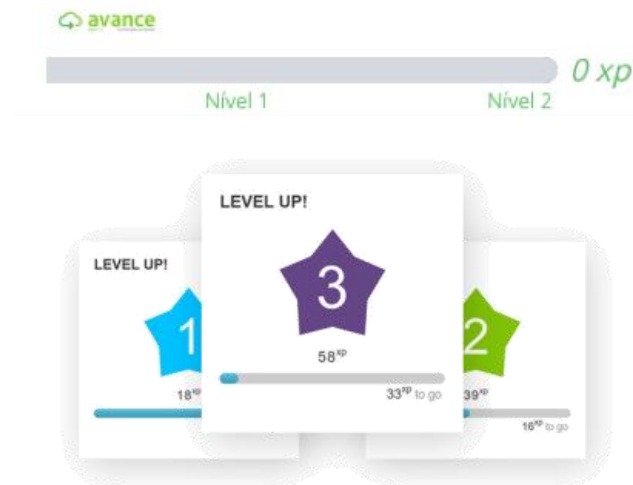 avance
0 xp
Nível 1 Nível 2
LEVEL UP!
3
58xp
33xp to go
LEVEL UP!
1
18xp
2
39xp
16xp to go